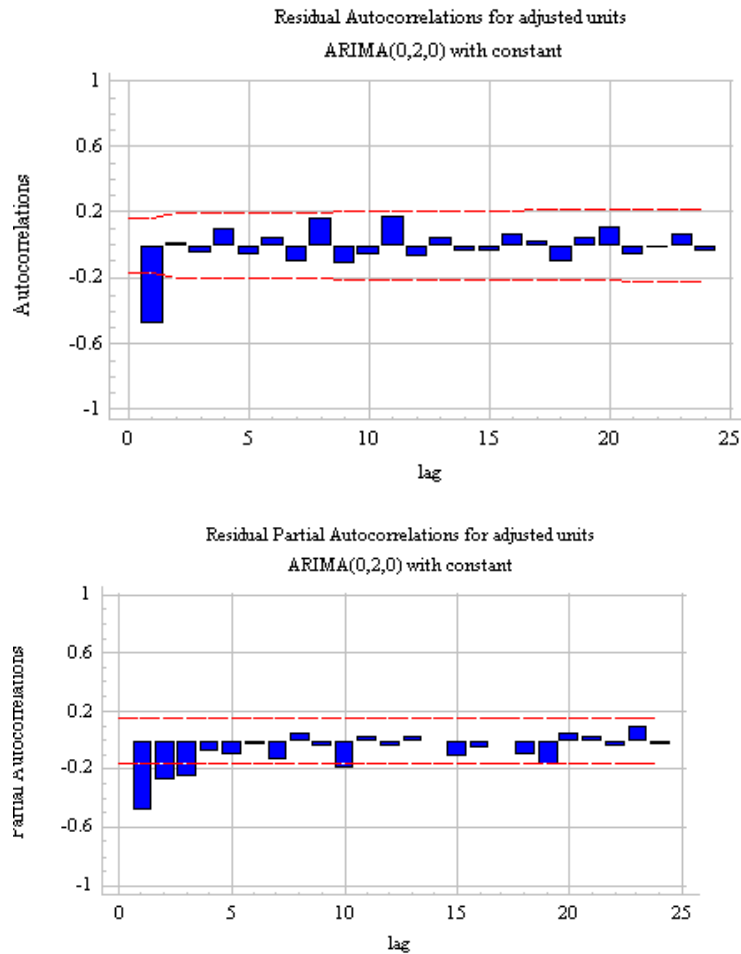 Residual Autocorrelations for adjusted units
ARIMA(0,2,0) with constant
Autocorrelations
1
0.6
0.2
-0.2
-0.6
-1
0 5 10 15 20 25
lag
Residual Partial Autocorrelations for adjusted units
ARIMA(0,2,0) with constant
Partial Autocorrelations
1
0.6
0.2
-0.2
-0.6
-1
0 5 10 15 20 25
lag